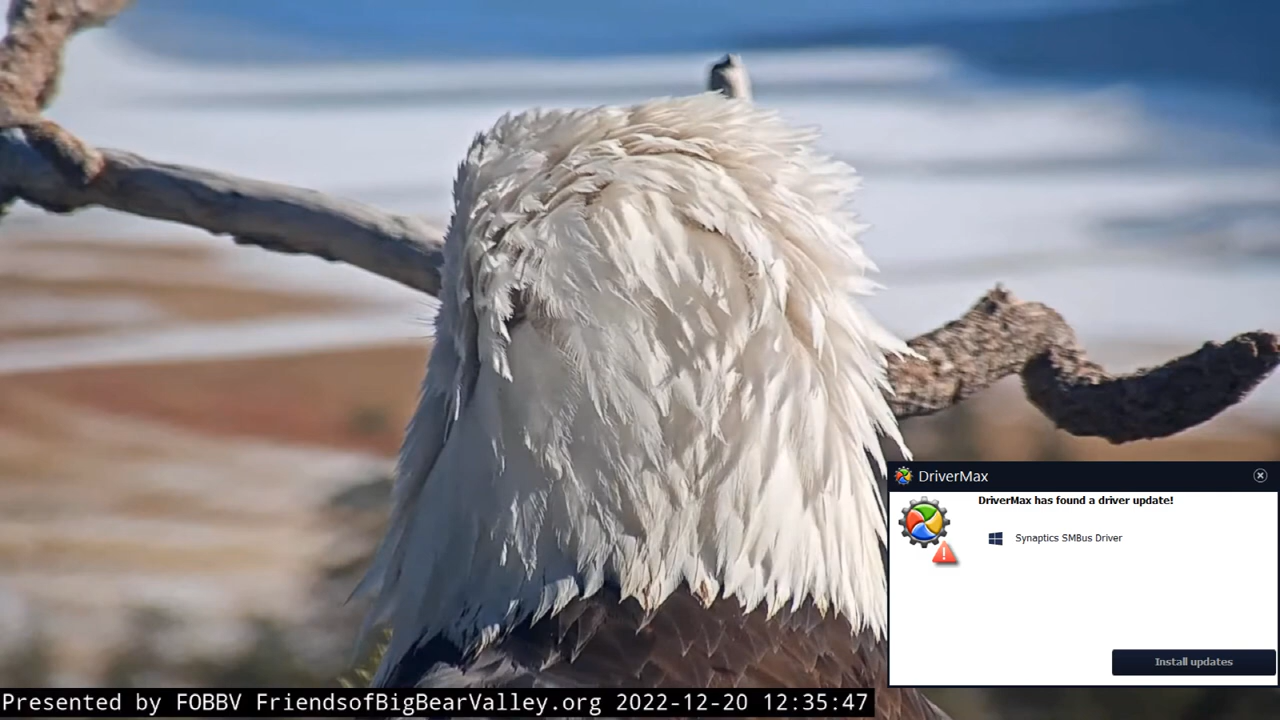 DriverMax
DriverMax has found a driver update!
Synaptics SMBus Driver
Install updates
Presented by FOBBV FriendsofBigBearValley.org 2022-12-20 12:35:47